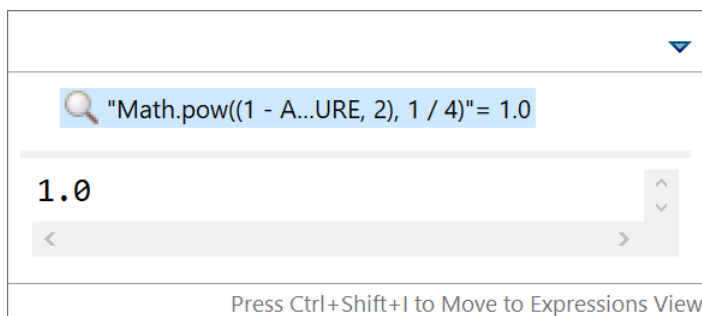 "Math.pow((1 - A...URE, 2), 1 / 4)"= 1.0
1.0
Press Ctrl+Shift+I to Move to Expressions View